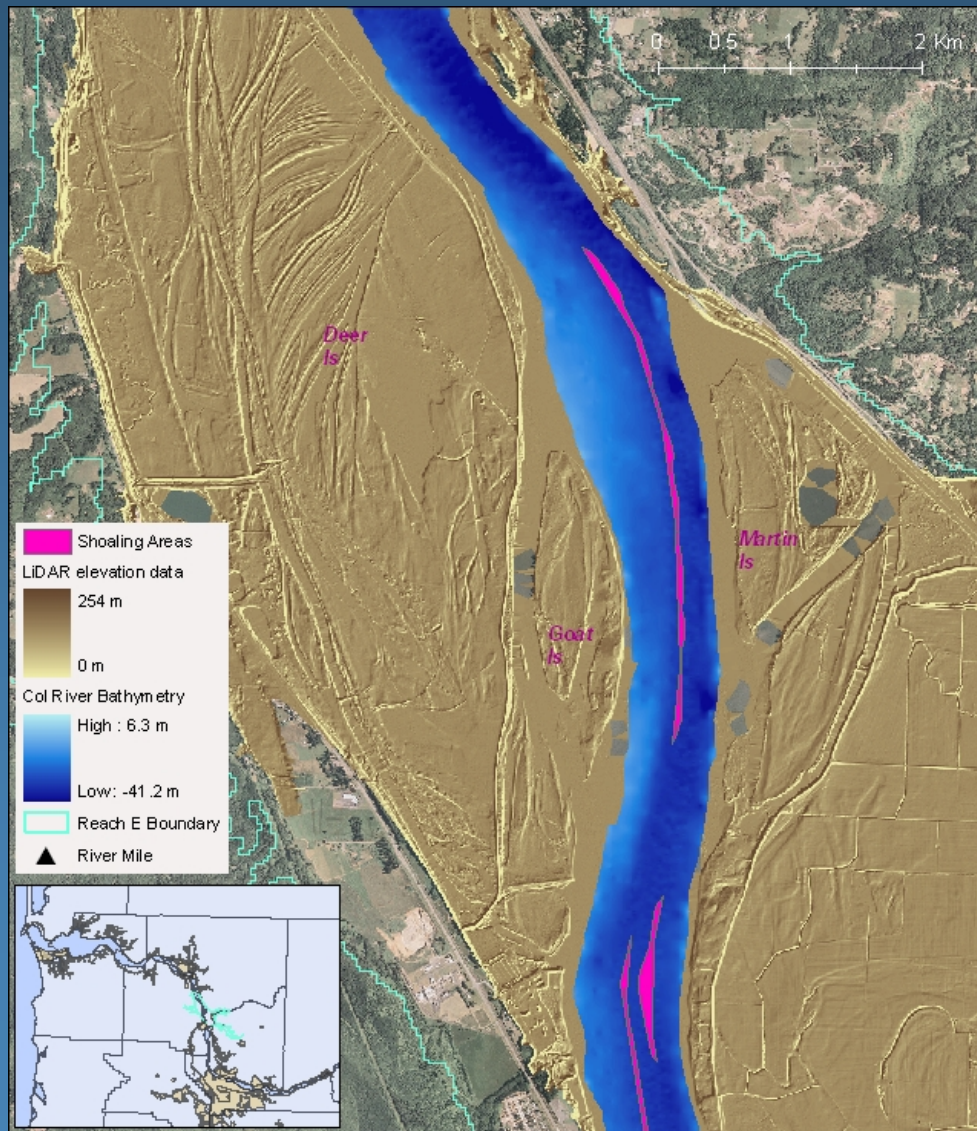 0 0.5 1 2 Km
Deer
Is
Martin
Is
Goat
Is
Shoaling Areas
LiDAR elevation data
254 m
0 m
Col River Bathymetry
High : 6.3 m
Low: -41.2 m
Reach E Boundary
River Mile